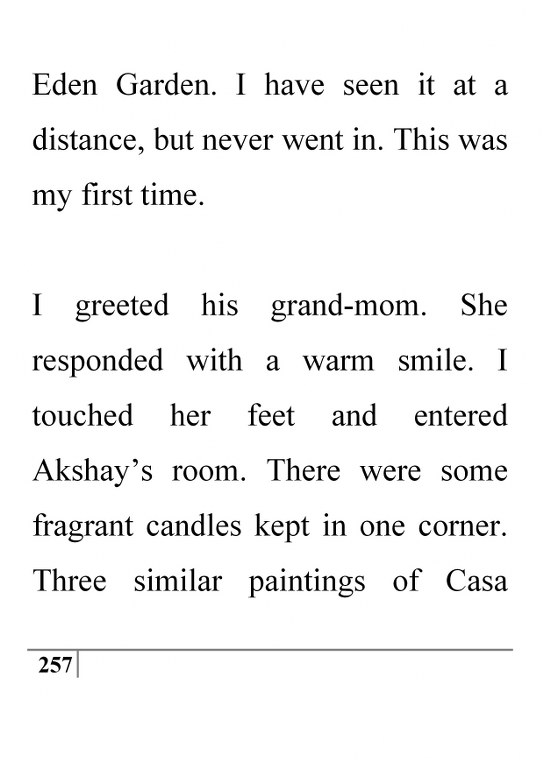 Eden Garden. I have seen it at a
distance, but never went in. This was
my first time.
I greeted his grand-mom. She
responded with a warm smile. I
touched her feet and entered
Akshay’s room. There were some
fragrant candles kept in one corner.
Three similar paintings of Casa
257